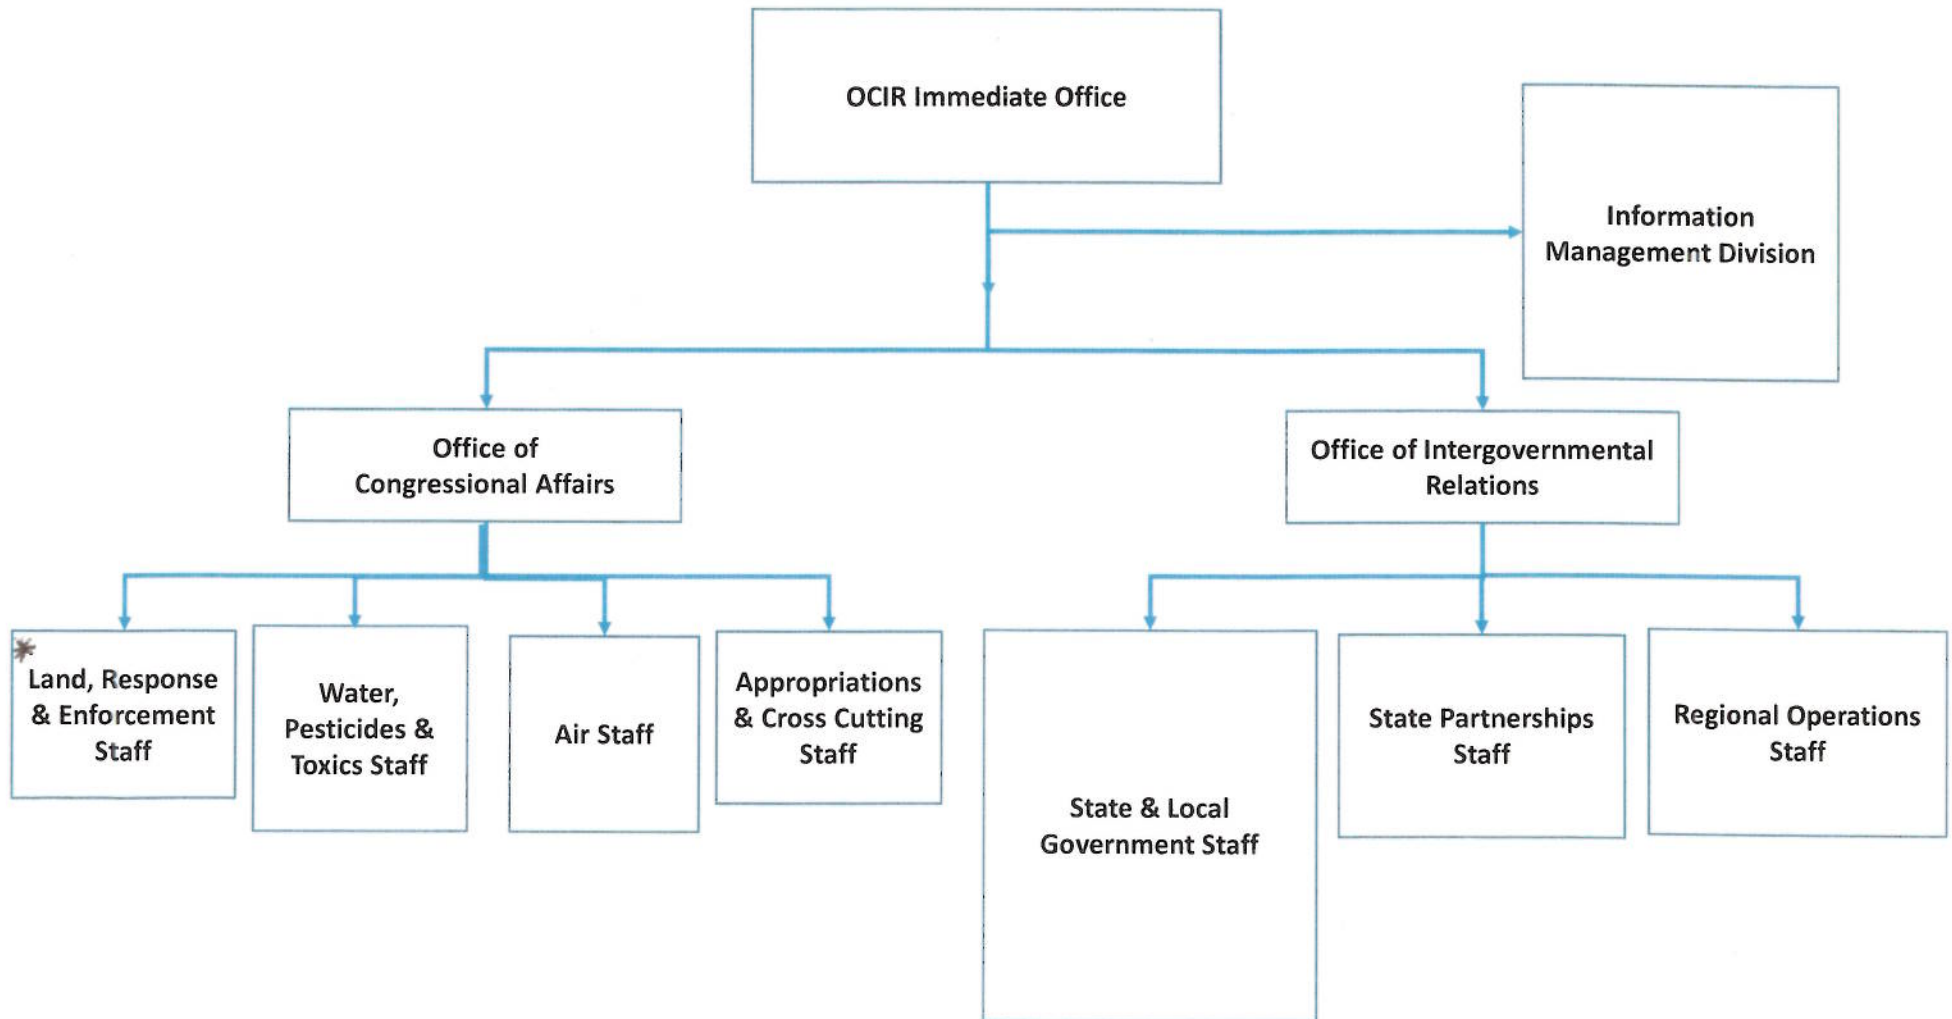 OCIR Immediate Office
Information
Management Division
Office of
Congressional Affairs
Office of Intergovernmental
Relations
*
Land, Response
& Enforcement
Staff
Water,
Pesticides &
Toxics Staff
Air Staff
Appropriations
& Cross Cutting
Staff
State & Local
Government Staff
State Partnerships
Staff
Regional Operations
Staff